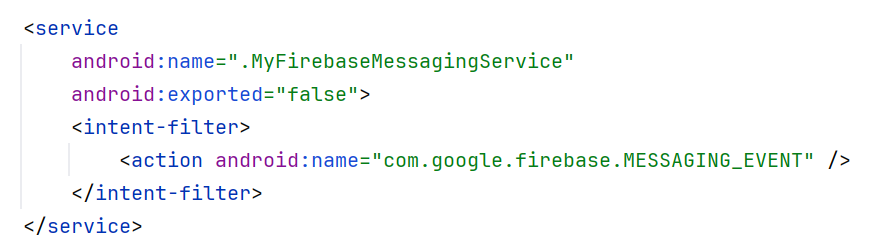 <service
    android:name=".MyFirebaseMessagingService"
    android:exported="false">
    <intent-filter>
        <action android:name="com.google.firebase.MESSAGING_EVENT" />
    </intent-filter>
</service>